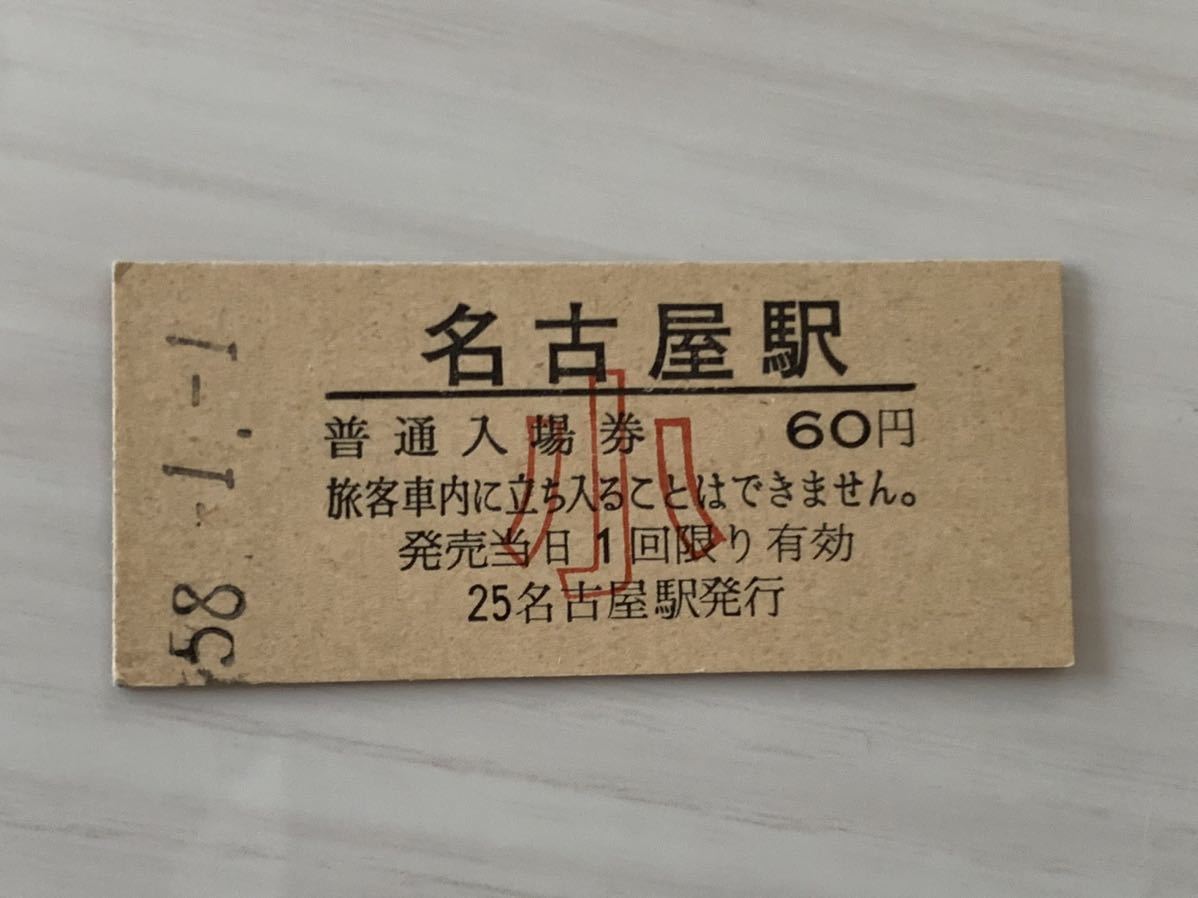 名古屋駅
普通入場券 60円
小
旅客車内に立ち入ることはできません。
発売当日1回限り有効
25名古屋駅発行
58.-1.-1